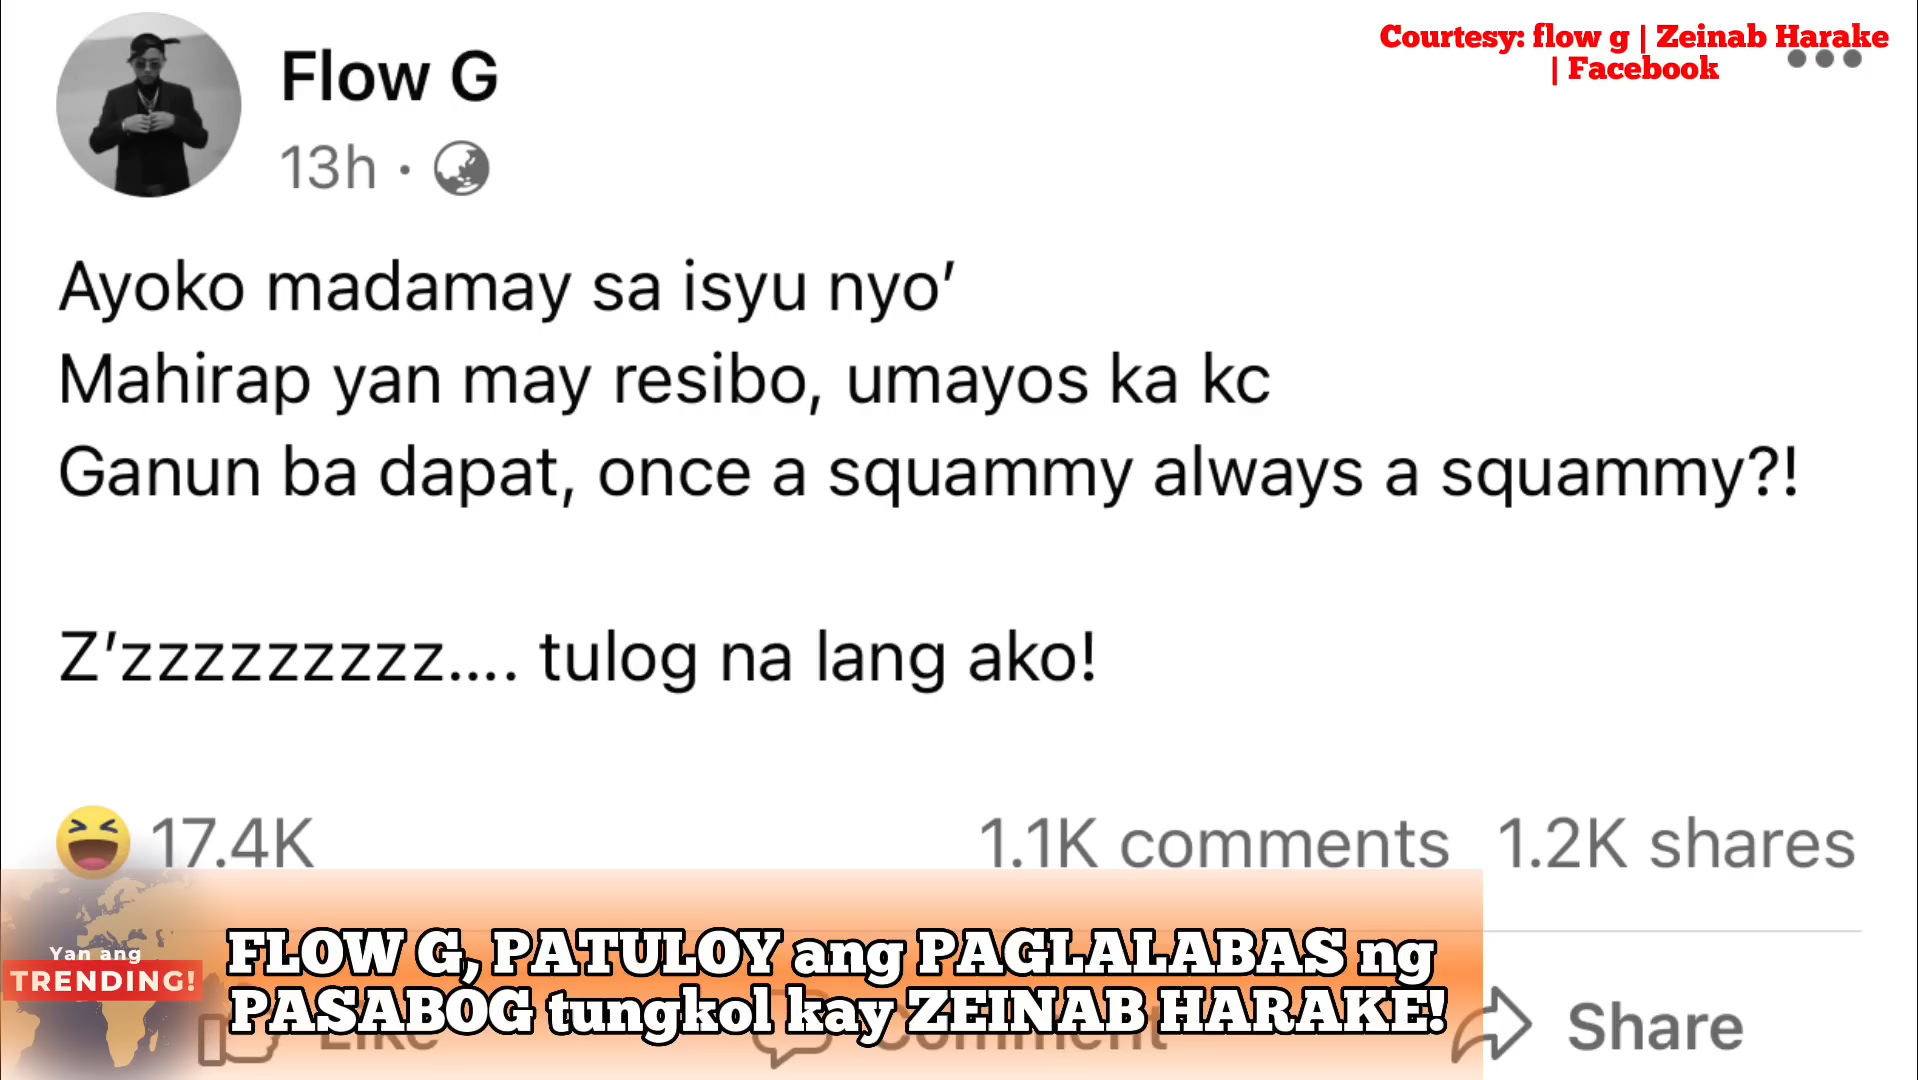 Flow G
13h ·
Courtesy: flow g | Zeinab Harake
| Facebook
Ayoko madamay sa isyu nyo'
Mahirap yan may resibo, umayos ka kc
Ganun ba dapat, once a squammy always a squammy?!
Z'zzzzzzzzz.... tulog na lang ako!
17.4K
1.1K comments 1.2K shares
Yan ang
TRENDING!
FLOW G, PATULOY ang PAGLALABAS ng
PASABOG tungkol kay ZEINAB HARAKE!
Like
Comment
Share